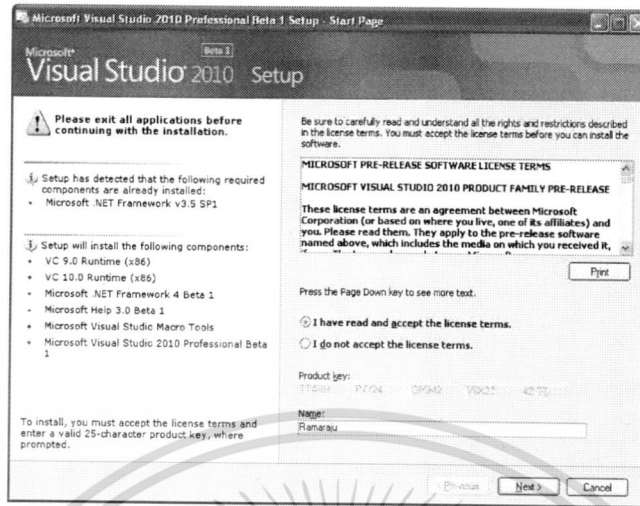 Microsoft Visual Studio 2010 Professional Beta 1 Setup - Start Page
Microsoft®
Beta 1
Visual Studio 2010 Setup
Please exit all applications before
continuing with the installation.
Setup has detected that the following required
components are already installed:
• Microsoft .NET Framework v3.5 SP1
Setup will install the following components:
• VC 9.0 Runtime (x86)
• VC 10.0 Runtime (x86)
• Microsoft .NET Framework 4 Beta 1
• Microsoft Help 3.0 Beta 1
• Microsoft Visual Studio Macro Tools
• Microsoft Visual Studio 2010 Professional Beta
1
To install, you must accept the license terms and
enter a valid 25-character product key, where
prompted.
Be sure to carefully read and understand all the rights and restrictions described
in the license terms. You must accept the license terms before you can install the
software.
MICROSOFT PRE-RELEASE SOFTWARE LICENSE TERMS
MICROSOFT VISUAL STUDIO 2010 PRODUCT FAMILY PRE-RELEASE
These license terms are an agreement between Microsoft
Corporation (or based on where you live, one of its affiliates) and
you. Please read them. They apply to the pre-release software
named above, which includes the media on which you received it,
Print
Press the Page Down key to see more text.
I have read and accept the license terms.
I do not accept the license terms.
Product key:
Name:
Ramaraju
Previous
Next >
Cancel